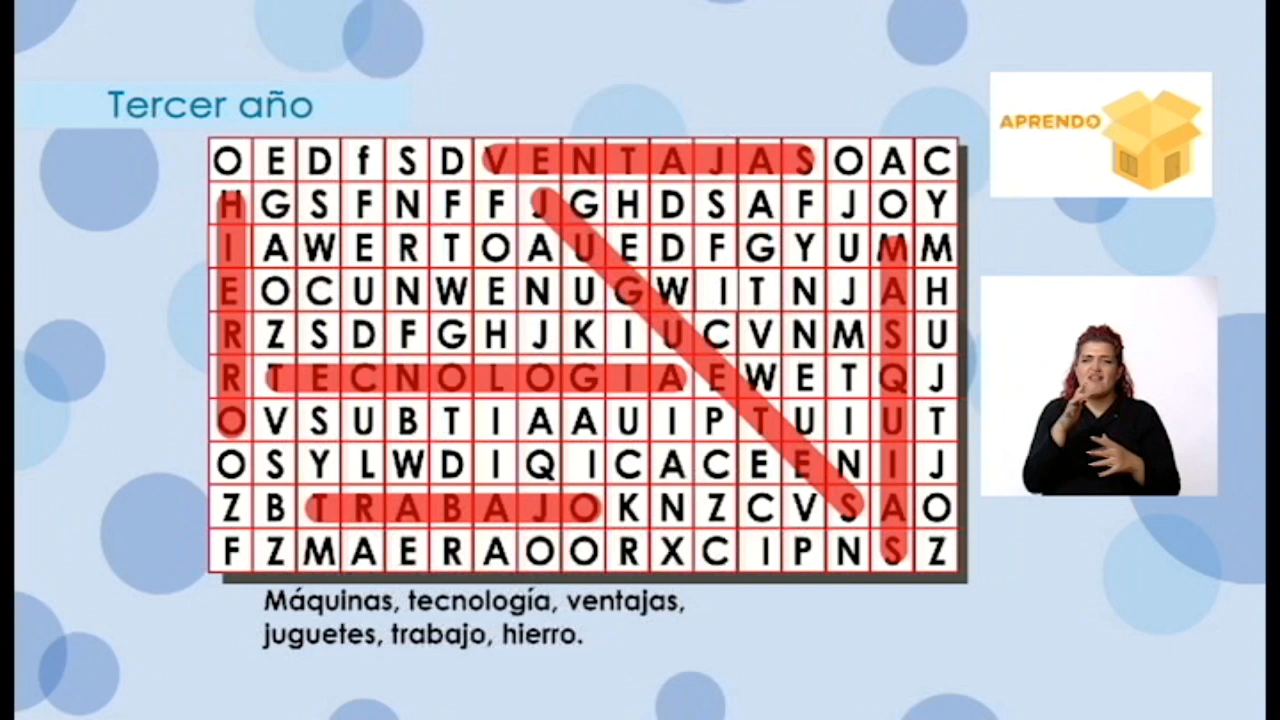 Tercer año
APRENDO
O E D f S D V E N T A J A S O A C
H G S F N F F J G H D S A F J O Y
I A W E R T O A U E D F G Y U M M
E O C U N W E N U G W I T N J A H
R Z S D F G H J K I U C V N M S U
R T E C N O L O G I A E W E T Q J
O V S U B T I A A U I P T U I U T
O S Y L W D I Q I C A C E E N I J
Z B T R A B A J O K N Z C V S A O
F Z M A E R A O O R X C I P N S Z
Máquinas, tecnología, ventajas,
juguetes, trabajo, hierro.